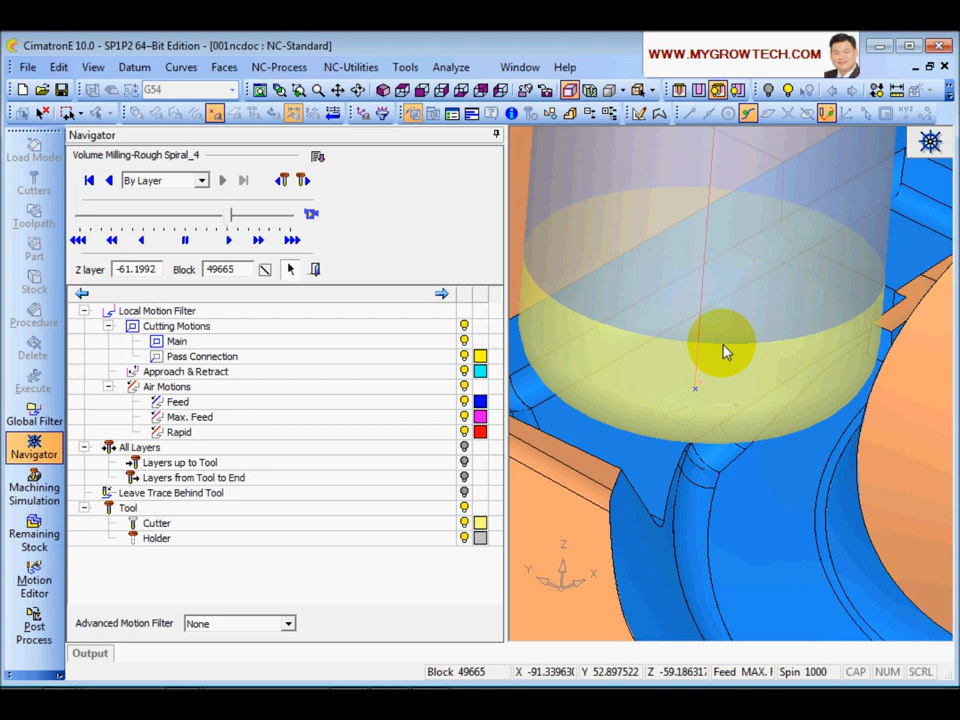 CimatronE 10.0 - SP1P2 64–Bit Edition - [001ncdoc : NC-Standard]
WWW.MYGROWTECH.COM
File Edit View Datum Curves Faces NC-Process NC-Utilities Tools Analyze Window Help
G54
Navigator
Volume Milling-Rough Spiral_4
By Layer
Z layer -61.1992 Block 49665
Local Motion Filter
Cutting Motions
Main
Pass Connection
Approach & Retract
Air Motions
Feed
Max. Feed
Rapid
All Layers
Layers up to Tool
Layers from Tool to End
Leave Trace Behind Tool
Tool
Cutter
Holder
Advanced Motion Filter None
Output
Load Model
Cutters
Toolpath
Part
Stock
Procedure
Delete
Execute
Global Filter
Navigator
Machining
Simulation
Remaining
Stock
Motion
Editor
Post
Process
Z
Y
X
Block 49665 X -91.33963 Y 52.897522 Z -59.18631 Feed MAX. Spin 1000 CAP NUM SCRL